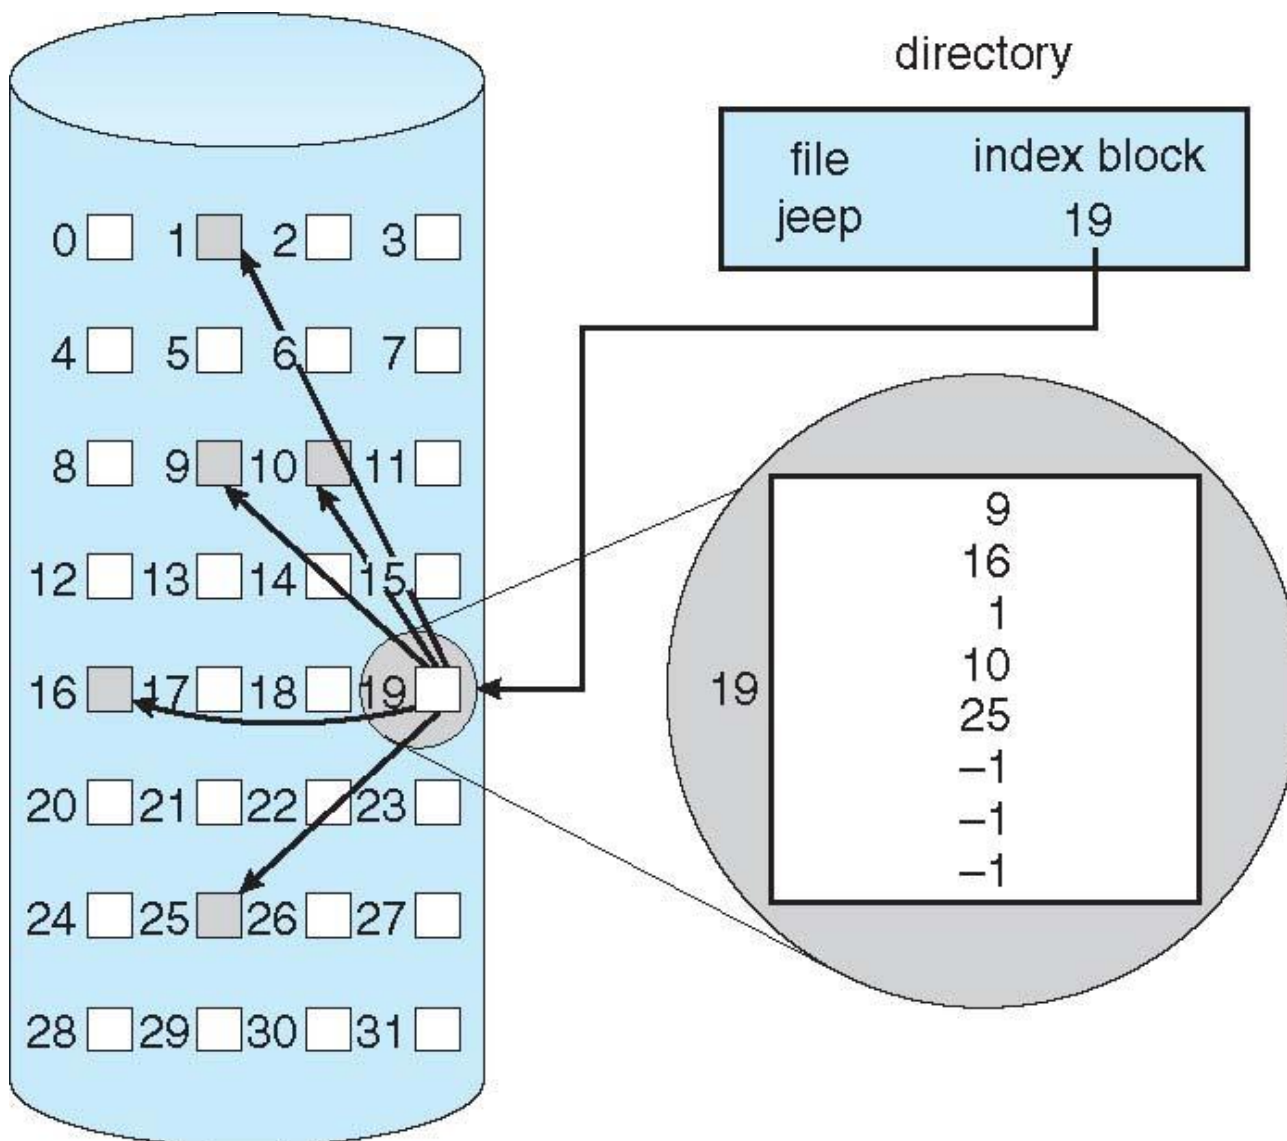 directory
file index block
jeep 19
0 1 2 3
4 5 6 7
8 9 10 11
12 13 14 15
16 17 18 19
20 21 22 23
24 25 26 27
28 29 30 31
19
9
16
1
10
25
–1
–1
–1